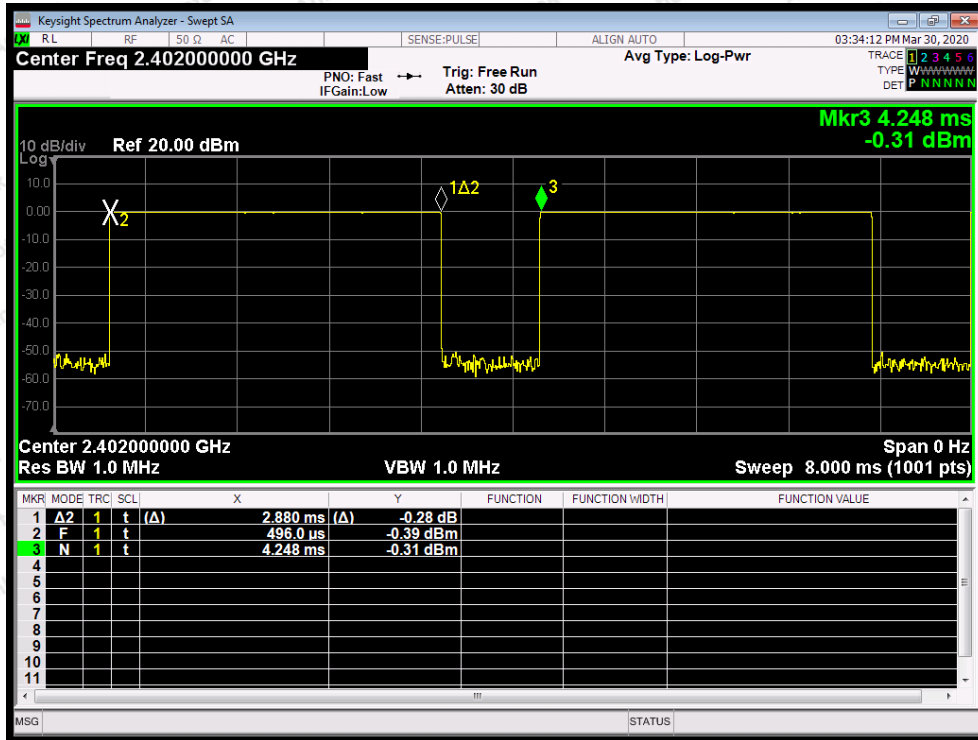 Keysight Spectrum Analyzer - Swept SA
LXI RL RF 50 Ω AC SENSE:PULSE ALIGN AUTO 03:34:12 PM Mar 30, 2020
Center Freq 2.402000000 GHz Avg Type: Log-Pwr TRACE 1 2 3 4 5 6
PNO: Fast Trig: Free Run TYPE WWWWWW
IFGain:Low Atten: 30 dB DET P N N N N N
Mkr3 4.248 ms
10 dB/div Ref 20.00 dBm -0.31 dBm
Log
10.0
1Δ2 3
0.00
X2
-10.0
-20.0
-30.0
-40.0
-50.0
-60.0
-70.0
Center 2.402000000 GHz Span 0 Hz
Res BW 1.0 MHz VBW 1.0 MHz Sweep 8.000 ms (1001 pts)
MKR MODE TRC SCL X Y FUNCTION FUNCTION WIDTH FUNCTION VALUE
1 Δ2 1 t (Δ) 2.880 ms (Δ) -0.28 dB
2 F 1 t 496.0 µs -0.39 dBm
3 N 1 t 4.248 ms -0.31 dBm
4
5
6
7
8
9
10
11
MSG STATUS